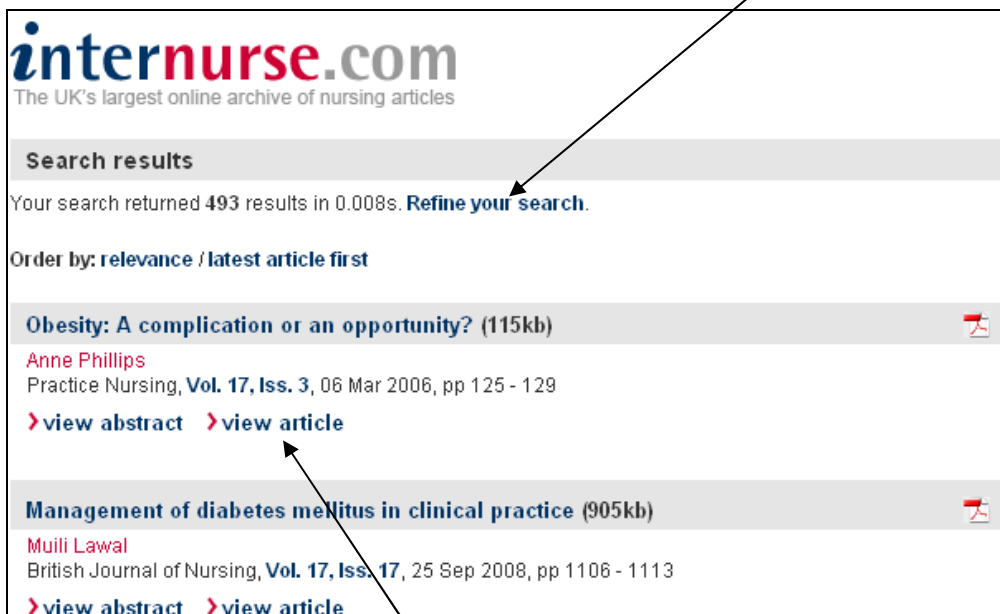 internurse.com
The UK's largest online archive of nursing articles
Search results
Your search returned 493 results in 0.008s. Refine your search.
Order by: relevance / latest article first
Obesity: A complication or an opportunity? (115kb)
Anne Phillips
Practice Nursing, Vol. 17, Iss. 3, 06 Mar 2006, pp 125 - 129
view abstract view article
Management of diabetes mellitus in clinical practice (905kb)
Muili Lawal
British Journal of Nursing, Vol. 17, Iss. 17, 25 Sep 2008, pp 1106 - 1113
view abstract view article